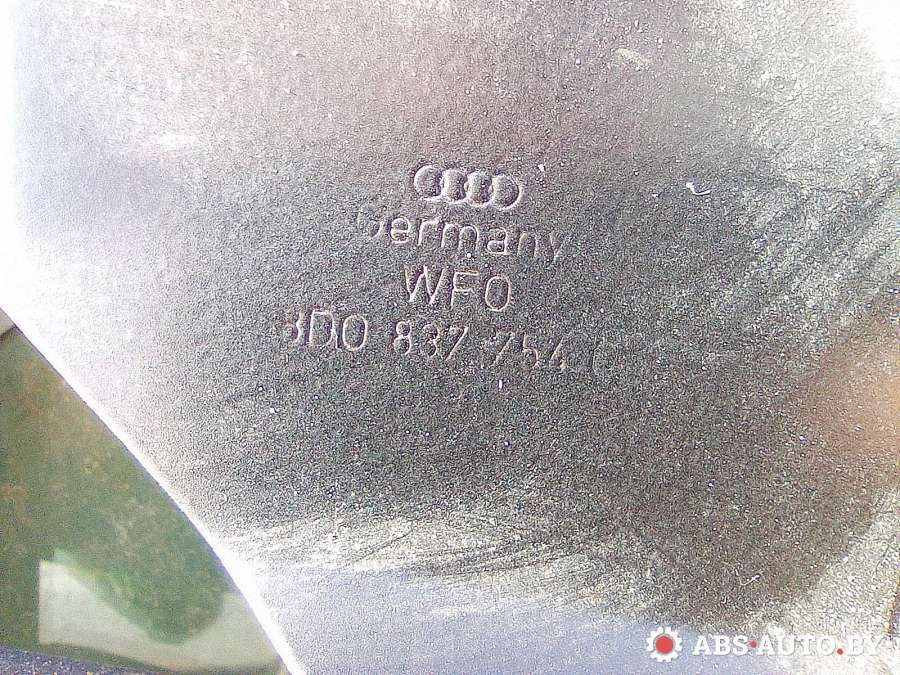 Germany
WFO
8D0 837 754
ABS-AUTO.BY